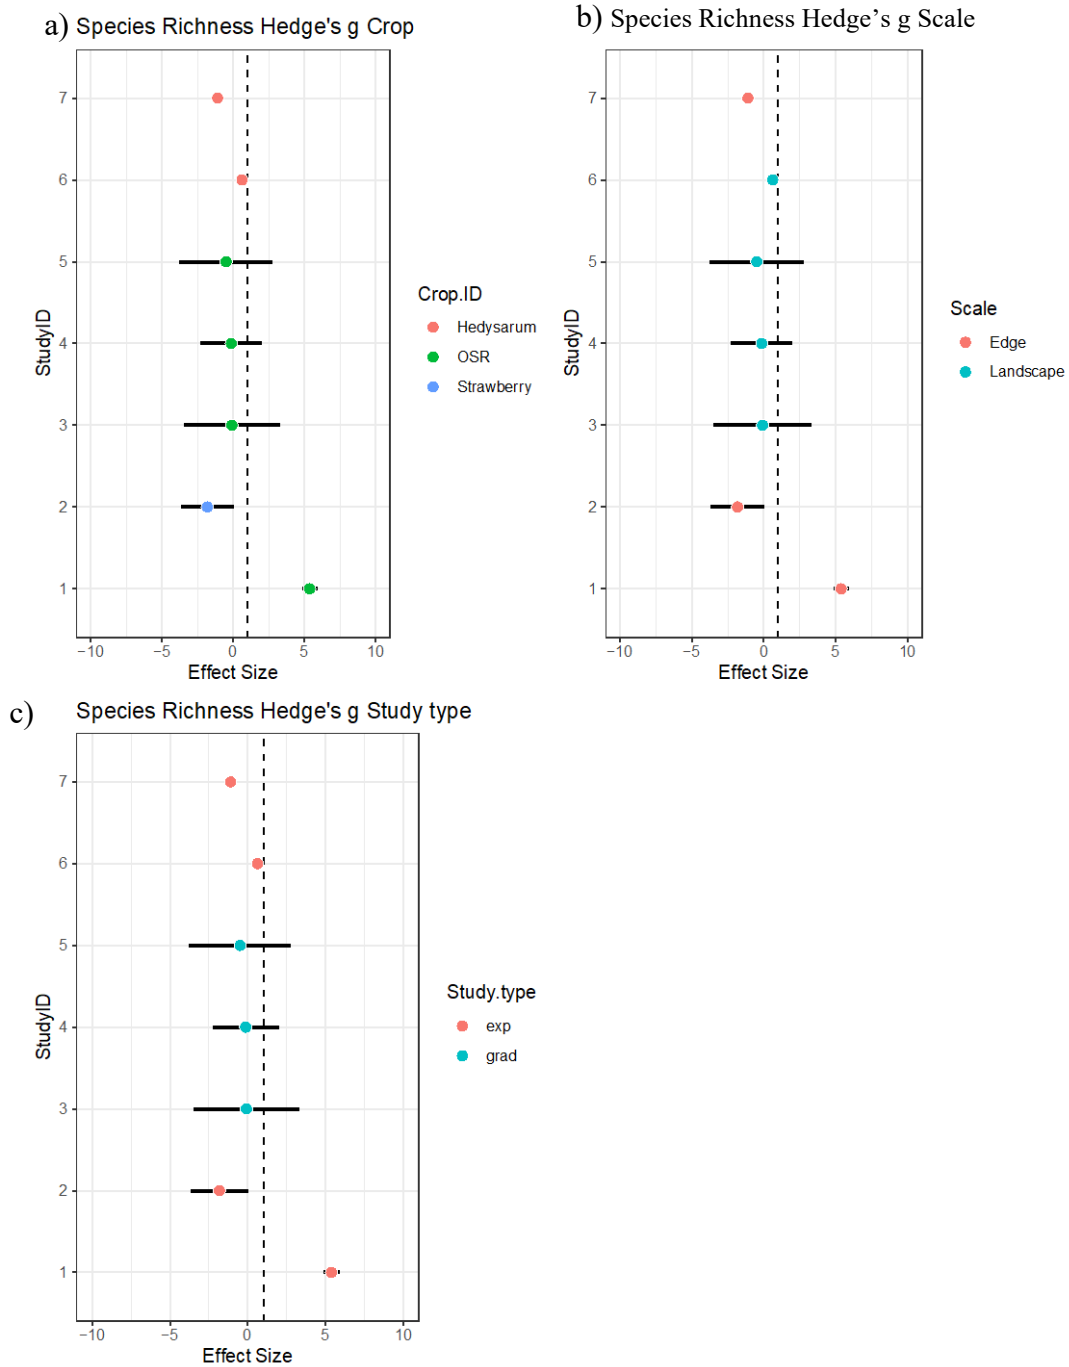 a) Species Richness Hedge's g Crop
7
6
5
4
3
2
1
StudyID
−10 −5 0 5 10
Effect Size
Crop.ID
Hedysarum
OSR
Strawberry
b) Species Richness Hedge’s g Scale
7
6
5
4
3
2
1
StudyID
−10 −5 0 5 10
Effect Size
Scale
Edge
Landscape
c) Species Richness Hedge's g Study type
7
6
5
4
3
2
1
StudyID
−10 −5 0 5 10
Effect Size
Study.type
exp
grad